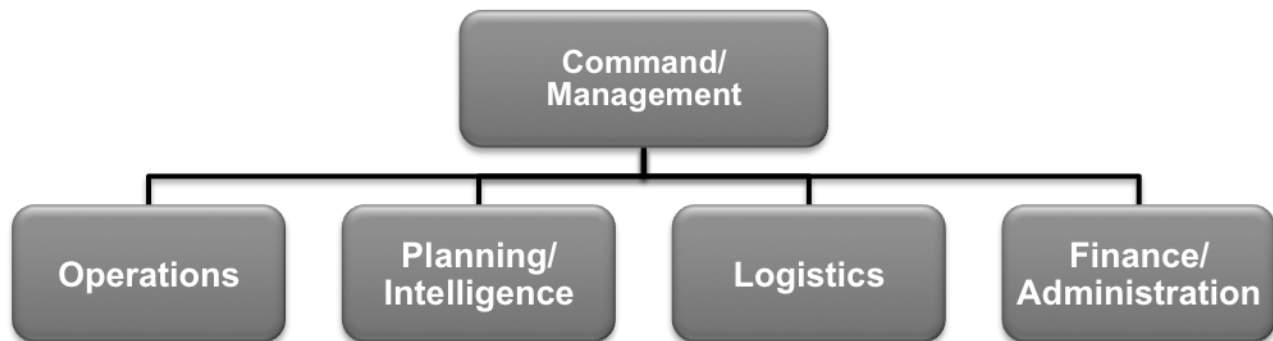 Command/
Management
Operations
Planning/
Intelligence
Logistics
Finance/
Administration